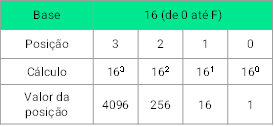 Base 16 (de 0 até F)
Posição 3 2 1 0
Cálculo 16³ 16² 16¹ 16⁰
Valor da posição 4096 256 16 1